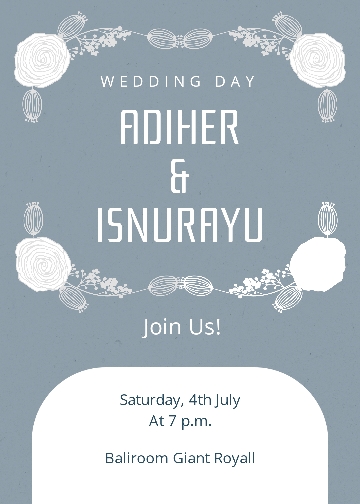 WEDDING DAY
ADIHER
&
ISNURAYU
Join Us!
Saturday, 4th July
At 7 p.m.
Baliroom Giant Royall